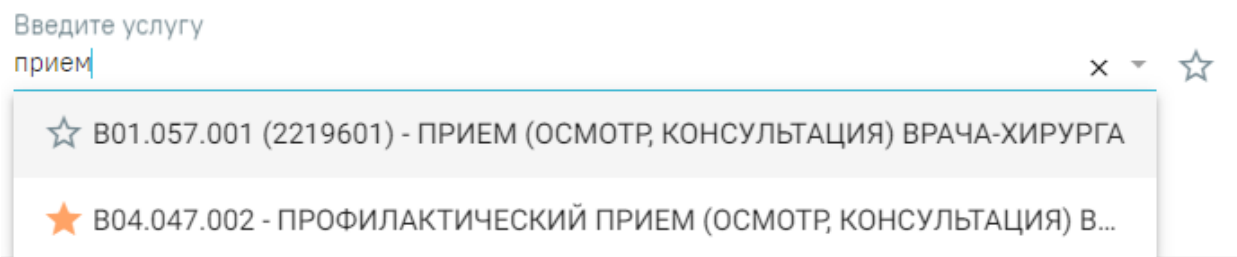 Введите услугу
прием
B01.057.001 (2219601) - ПРИЕМ (ОСМОТР, КОНСУЛЬТАЦИЯ) ВРАЧА-ХИРУРГА
B04.047.002 - ПРОФИЛАКТИЧЕСКИЙ ПРИЕМ (ОСМОТР, КОНСУЛЬТАЦИЯ) В...